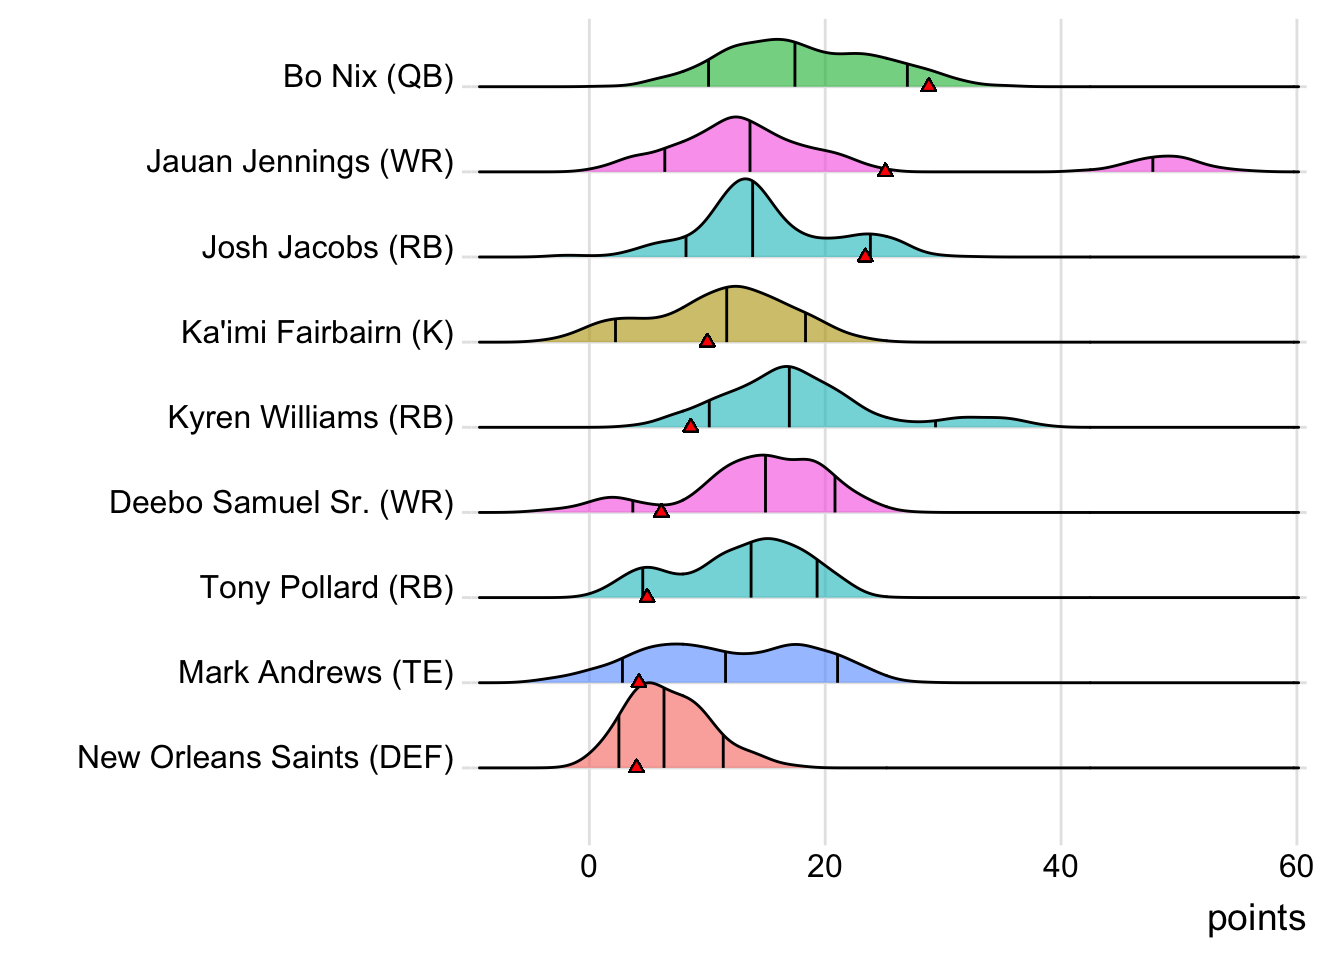 Bo Nix (QB)
Jauan Jennings (WR)
Josh Jacobs (RB)
Ka'imi Fairbairn (K)
Kyren Williams (RB)
Deebo Samuel Sr. (WR)
Tony Pollard (RB)
Mark Andrews (TE)
New Orleans Saints (DEF)
0 20 40 60
points